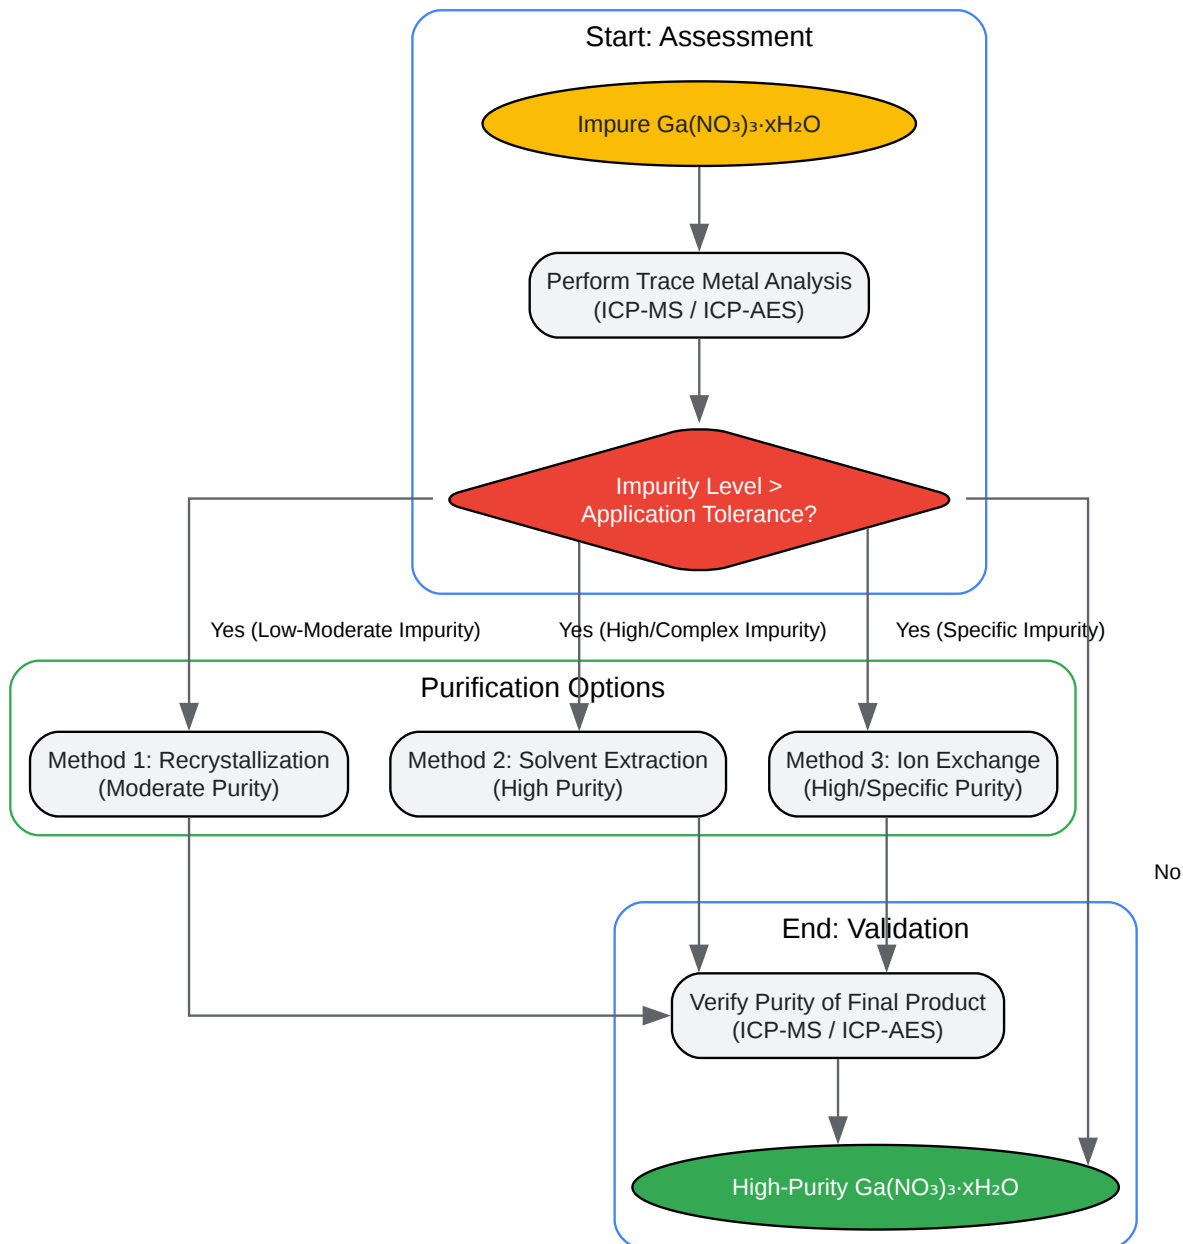 Start: Assessment
Impure Ga(NO₃)₃·xH₂O
Perform Trace Metal Analysis
(ICP-MS / ICP-AES)
Impurity Level >
Application Tolerance?
Yes (Low-Moderate Impurity)
Yes (High/Complex Impurity)
Yes (Specific Impurity)
Purification Options
Method 1: Recrystallization
(Moderate Purity)
Method 2: Solvent Extraction
(High Purity)
Method 3: Ion Exchange
(High/Specific Purity)
No
End: Validation
Verify Purity of Final Product
(ICP-MS / ICP-AES)
High-Purity Ga(NO₃)₃·xH₂O